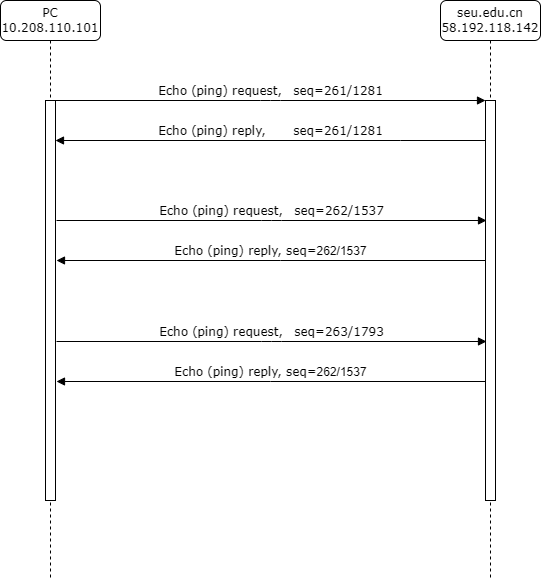 PC
10.208.110.101
seu.edu.cn
58.192.118.142
Echo (ping) request, seq=261/1281
Echo (ping) reply, seq=261/1281
Echo (ping) request, seq=262/1537
Echo (ping) reply, seq=262/1537
Echo (ping) request, seq=263/1793
Echo (ping) reply, seq=262/1537